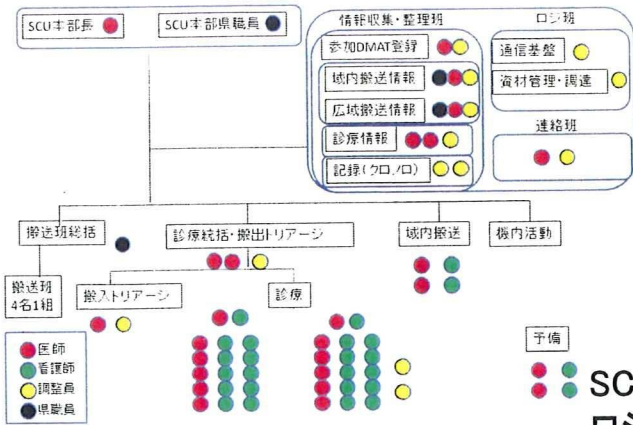 SCU本部長
SCU本部県職員
情報収集・整理班
参加DMAT登録
域内搬送情報
広域搬送情報
診療情報
記録(クロノロ)
ロジ班
通信基盤
資材管理・調達
連絡班
搬送班総括
診療統括・搬出トリアージ
域内搬送
機内活動
搬送班
4名1組
搬入トリアージ
診療
医師
看護師
調整員
県職員
予備
SC